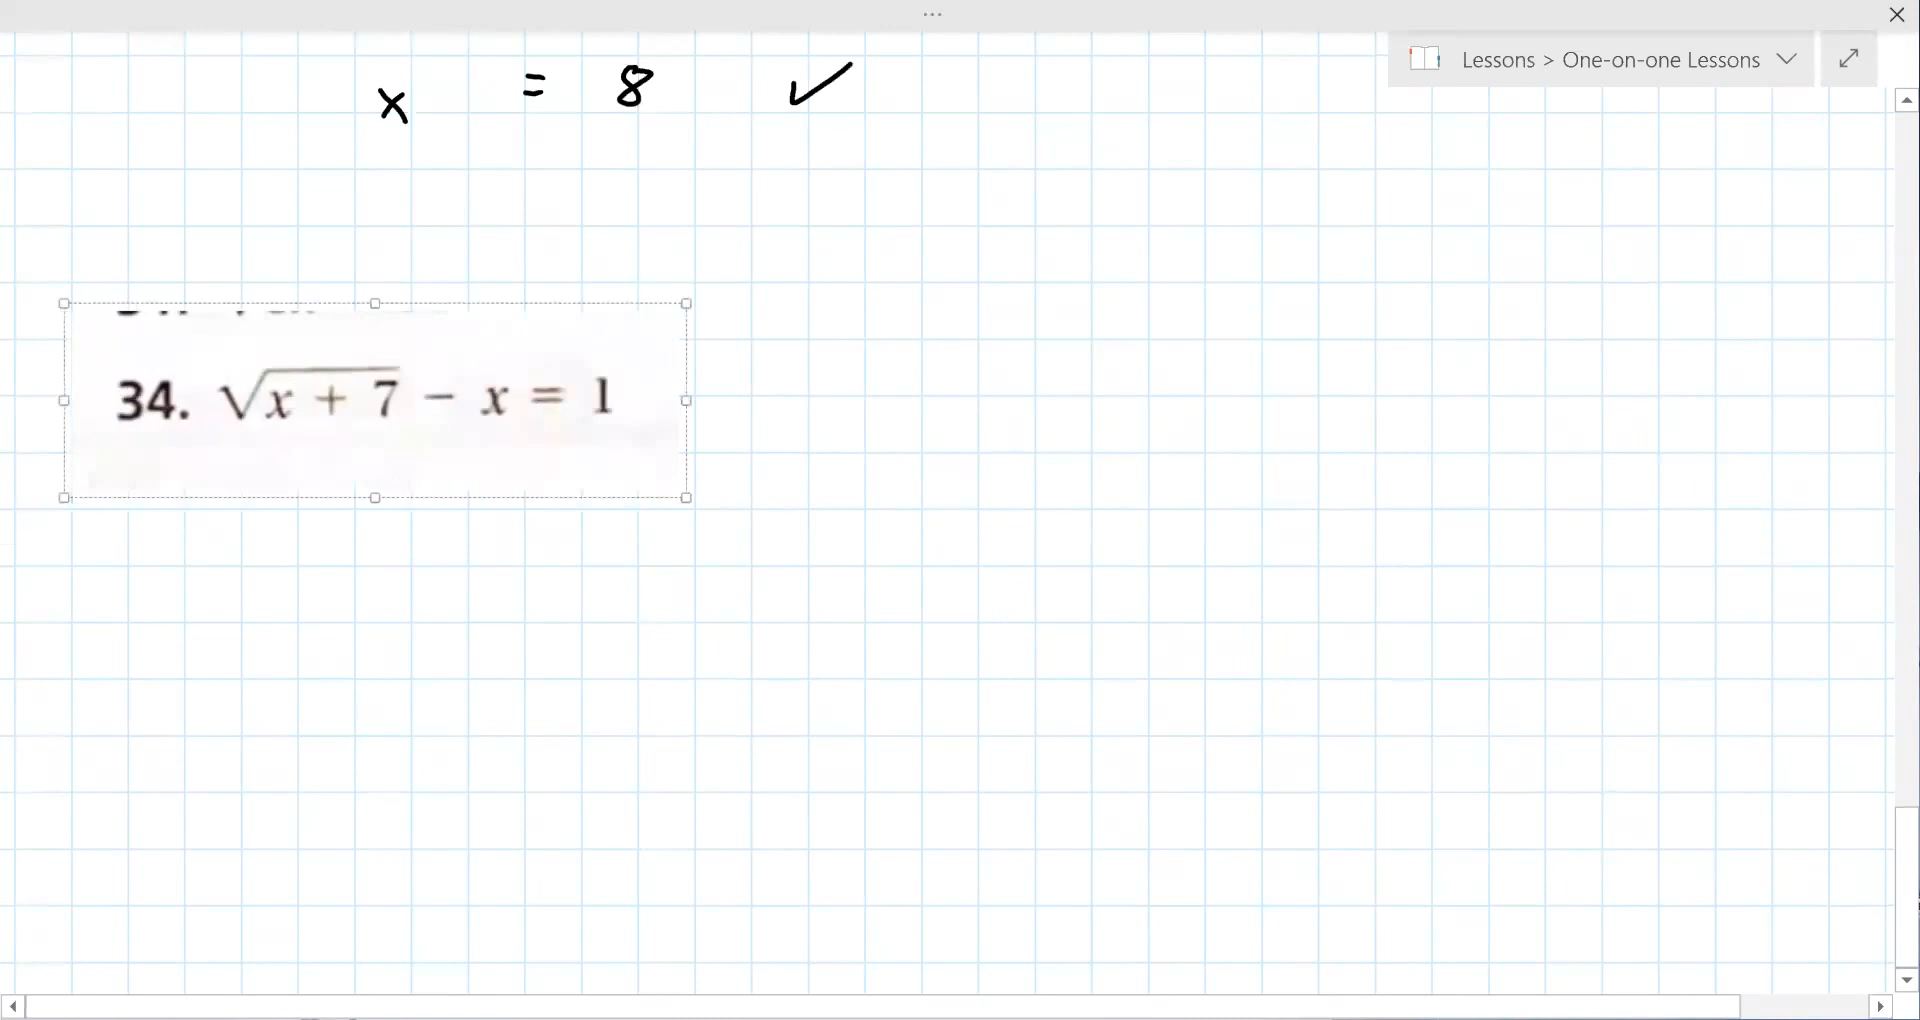 ...
Lessons > One-on-one Lessons
x = 8 ✓
34. √x + 7 − x = 1